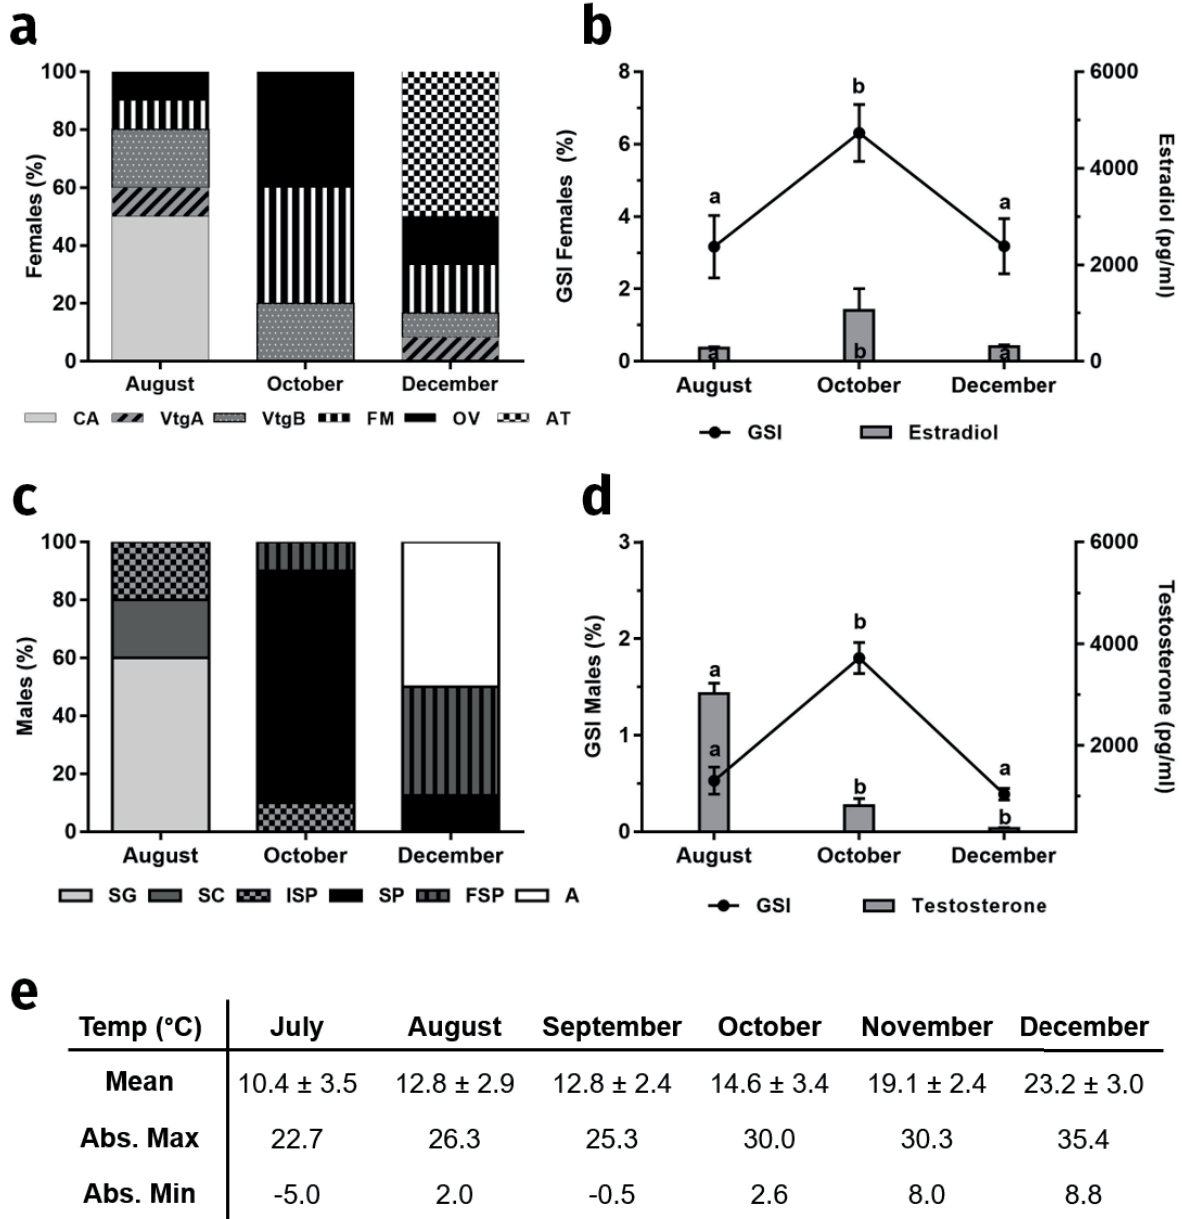 a
100
80
60
40
20
0
Females (%)
August October December
CA VtgA VtgB FM OV AT
b
8
6
4
2
0
GSI Females (%)
6000
4000
2000
0
Estradiol (pg/ml)
a b a
a b a
August October December
GSI Estradiol
c
100
80
60
40
20
0
Males (%)
August October December
SG SC ISP SP FSP A
d
3
2
1
0
GSI Males (%)
6000
4000
2000
Testosterone (pg/ml)
a b a
a b b
August October December
GSI Testosterone
e
Temp (°C) July August September October November December
Mean 10.4 ± 3.5 12.8 ± 2.9 12.8 ± 2.4 14.6 ± 3.4 19.1 ± 2.4 23.2 ± 3.0
Abs. Max 22.7 26.3 25.3 30.0 30.3 35.4
Abs. Min -5.0 2.0 -0.5 2.6 8.0 8.8